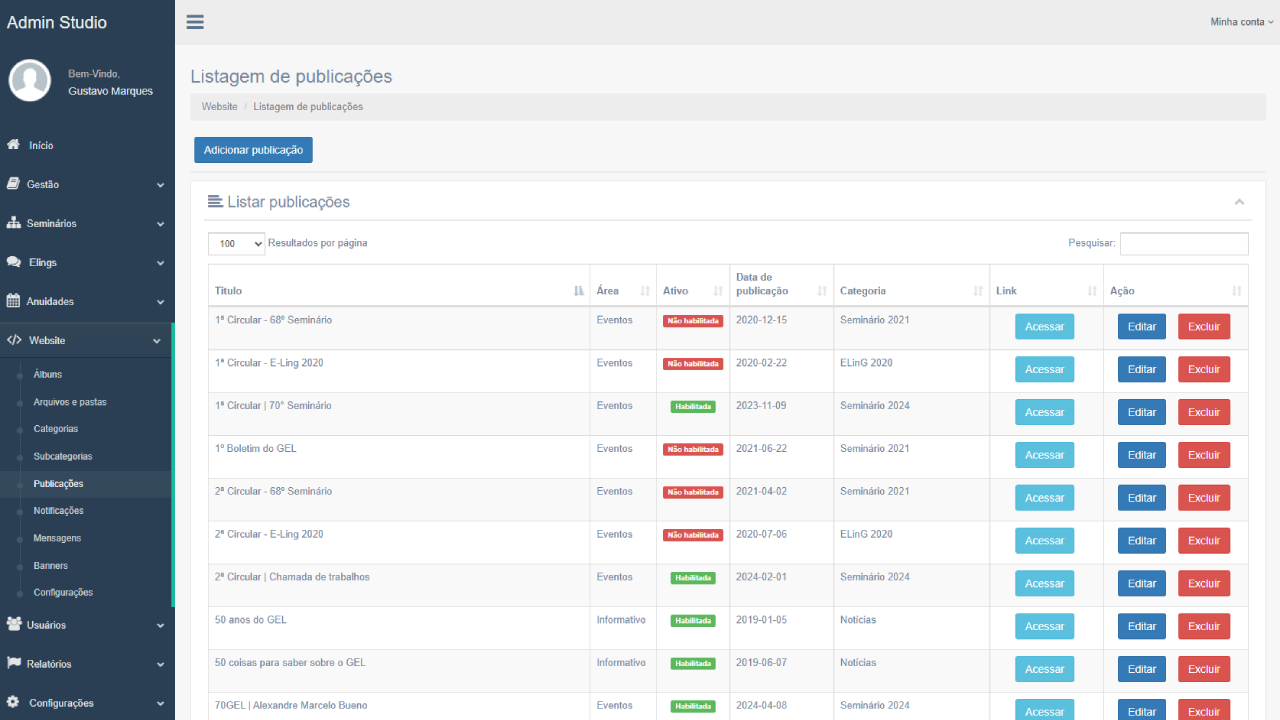 Admin Studio
Minha conta
Bem-Vindo,
Gustavo Marques
Início
Gestão
Seminários
Elings
Anuidades
Website
Álbuns
Arquivos e pastas
Categorias
Subcategorias
Publicações
Notificações
Mensagens
Banners
Configurações
Usuários
Relatórios
Configurações
Listagem de publicações
Website / Listagem de publicações
Adicionar publicação
Listar publicações
100 Resultados por página
Pesquisar:
Titulo Área Ativo Data de publicação Categoria Link Ação
1ª Circular - 68º Seminário Eventos Não habilitada 2020-12-15 Seminário 2021 Acessar Editar Excluir
1ª Circular - E-Ling 2020 Eventos Não habilitada 2020-02-22 ELinG 2020 Acessar Editar Excluir
1ª Circular | 70° Seminário Eventos Habilitada 2023-11-09 Seminário 2024 Acessar Editar Excluir
1º Boletim do GEL Eventos Não habilitada 2021-06-22 Seminário 2021 Acessar Editar Excluir
2ª Circular - 68º Seminário Eventos Não habilitada 2021-04-02 Seminário 2021 Acessar Editar Excluir
2ª Circular - E-Ling 2020 Eventos Não habilitada 2020-07-06 ELinG 2020 Acessar Editar Excluir
2ª Circular | Chamada de trabalhos Eventos Habilitada 2024-02-01 Seminário 2024 Acessar Editar Excluir
50 anos do GEL Informativo Habilitada 2019-01-05 Notícias Acessar Editar Excluir
50 coisas para saber sobre o GEL Informativo Habilitada 2019-06-07 Notícias Acessar Editar Excluir
70GEL | Alexandre Marcelo Bueno Eventos Habilitada 2024-04-08 Seminário 2024 Acessar Editar Excluir